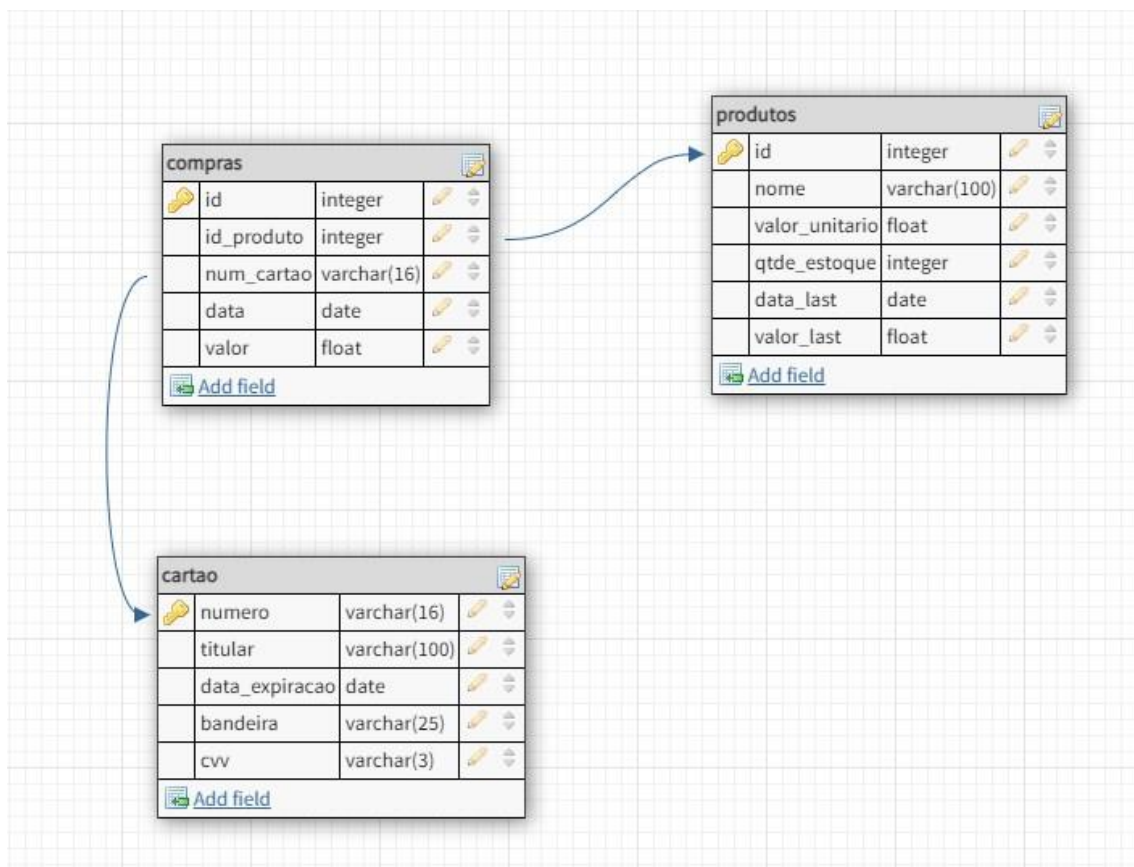 compras
id integer
id_produto integer
num_cartao varchar(16)
data date
valor float
Add field
produtos
id integer
nome varchar(100)
valor_unitario float
qtde_estoque integer
data_last date
valor_last float
Add field
cartao
numero varchar(16)
titular varchar(100)
data_expiracao date
bandeira varchar(25)
cvv varchar(3)
Add field